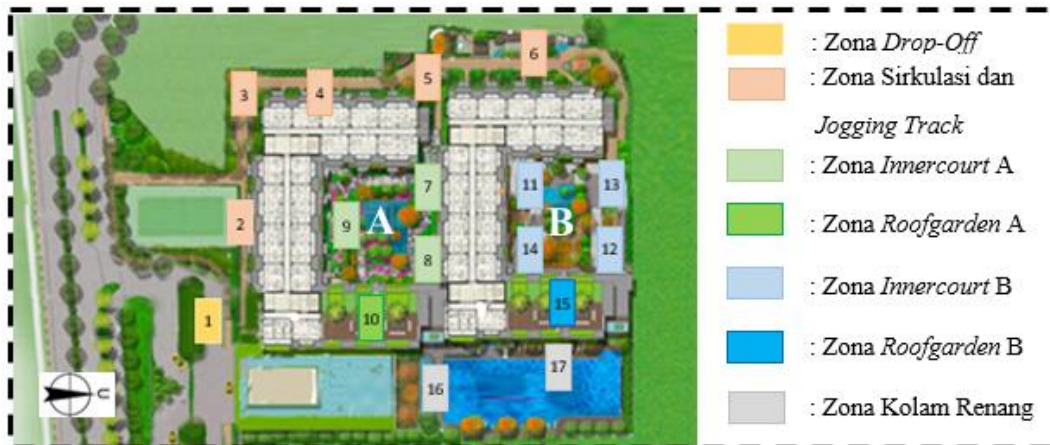 6
5
3
4
7
11
13
2
9
A
B
8
14
12
1
10
15
16
17
U
: Zona Drop-Off
: Zona Sirkulasi dan
Jogging Track
: Zona Innercourt A
: Zona Roofgarden A
: Zona Innercourt B
: Zona Roofgarden B
: Zona Kolam Renang